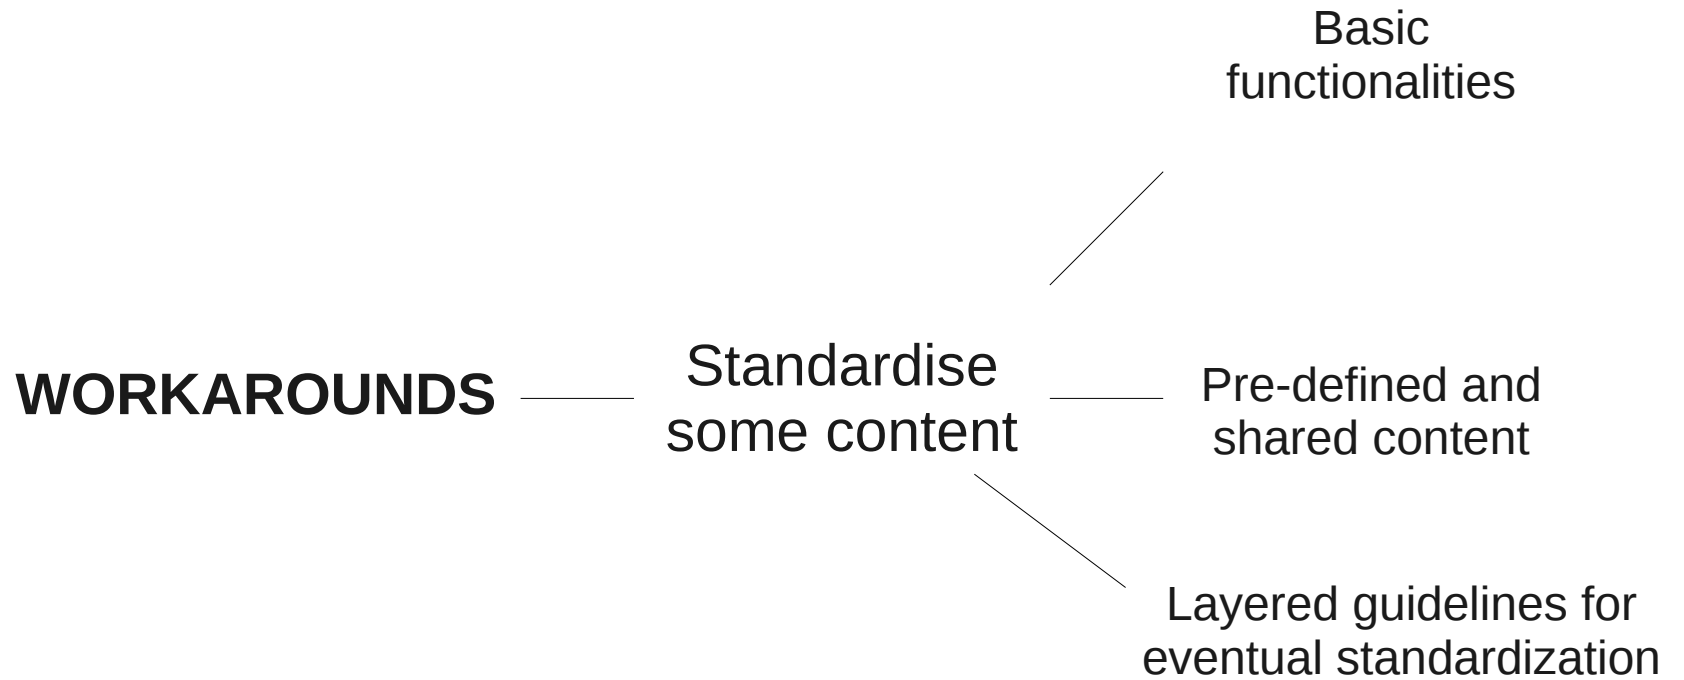 Basic
functionalities
WORKAROUNDS
Standardise
some content
Pre-defined and
shared content
Layered guidelines for
eventual standardization